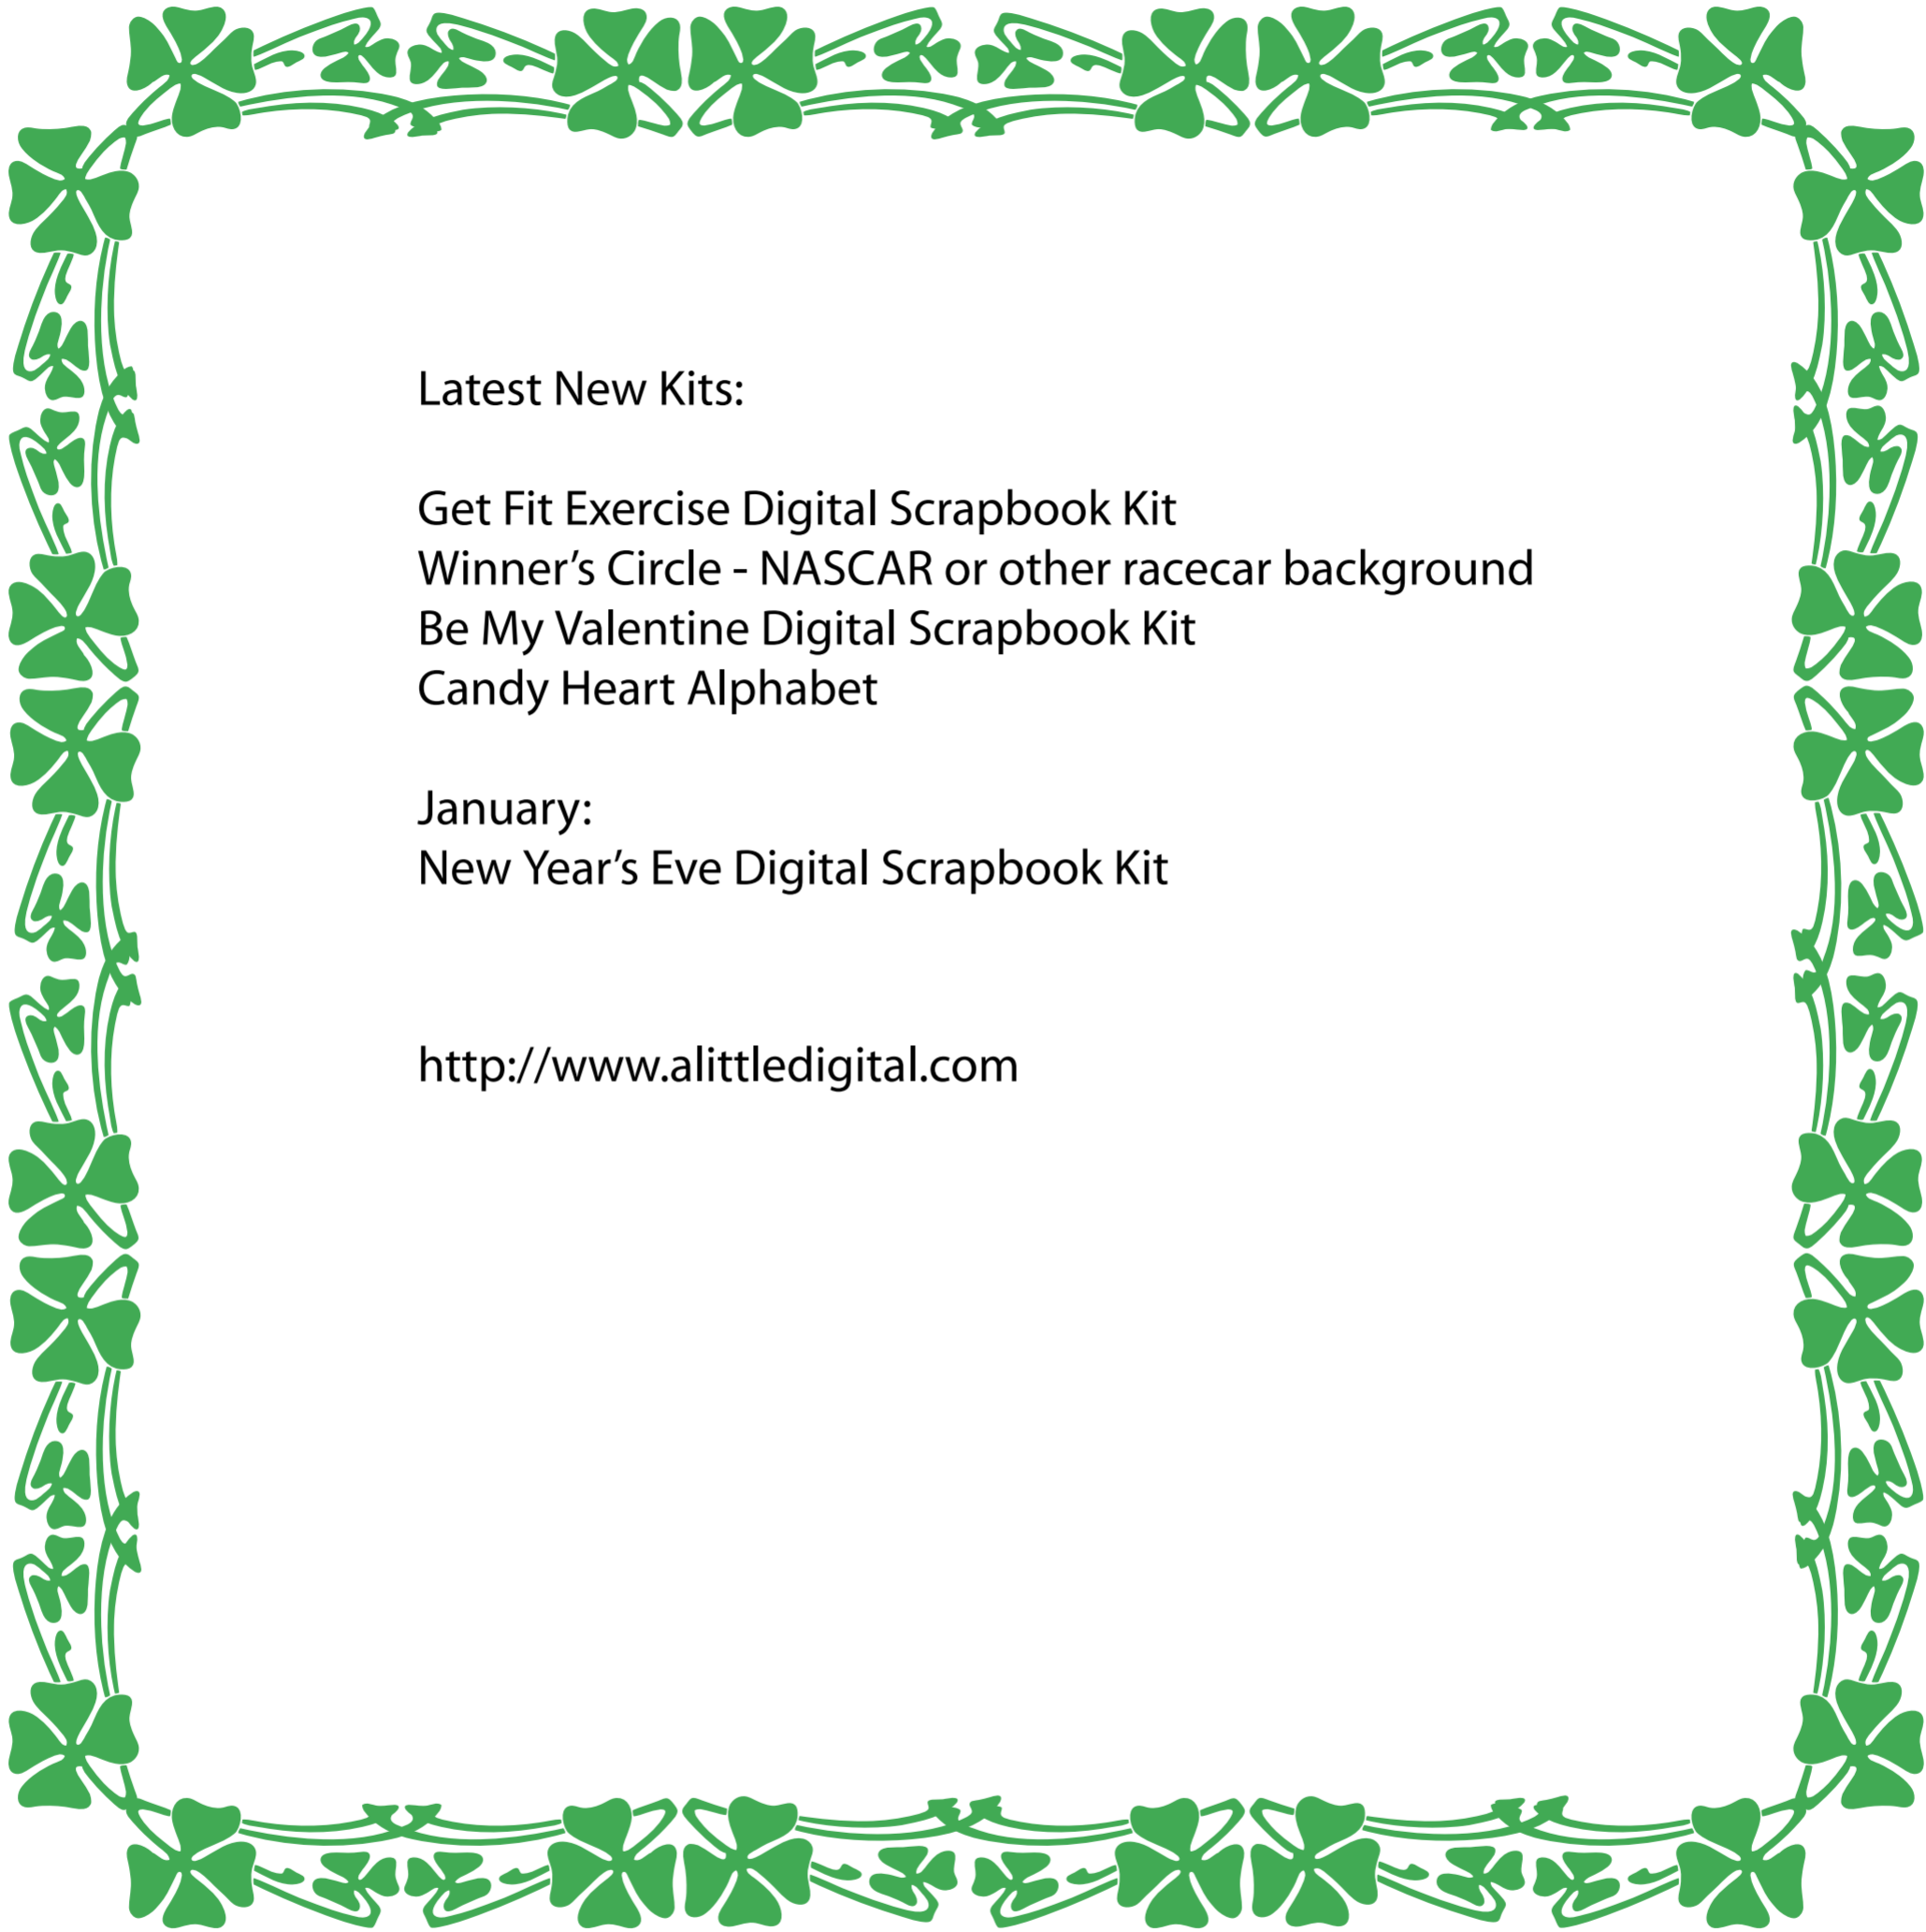 Latest New Kits:
Get Fit Exercise Digital Scrapbook Kit
Winner’s Circle - NASCAR or other racecar background
Be My Valentine Digital Scrapbook Kit
Candy Heart Alphabet
January:
New Year’s Eve Digital Scrapbook Kit
http://www.alittledigital.com